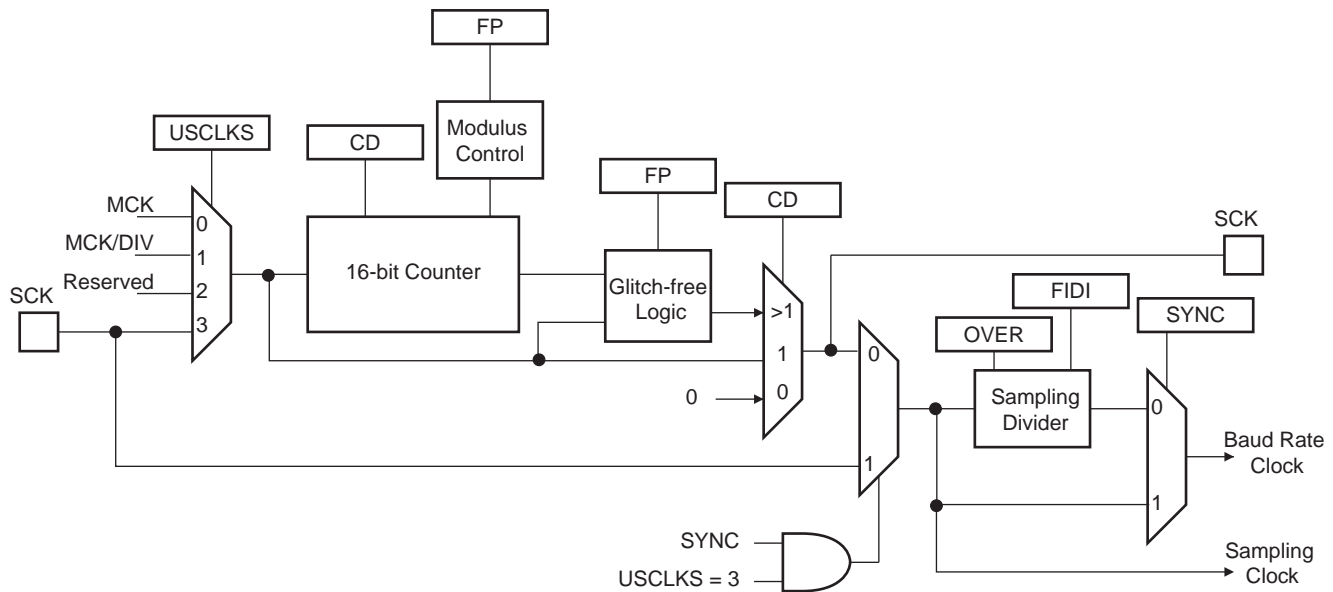 FP
USCLKS
CD
Modulus
Control
FP
CD
MCK
MCK/DIV
Reserved
SCK
0
1
2
3
16-bit Counter
Glitch-free
Logic
>1
1
0
0
SCK
FIDI
OVER
SYNC
0
1
Sampling
Divider
0
1
Baud Rate
Clock
SYNC
USCLKS = 3
Sampling
Clock